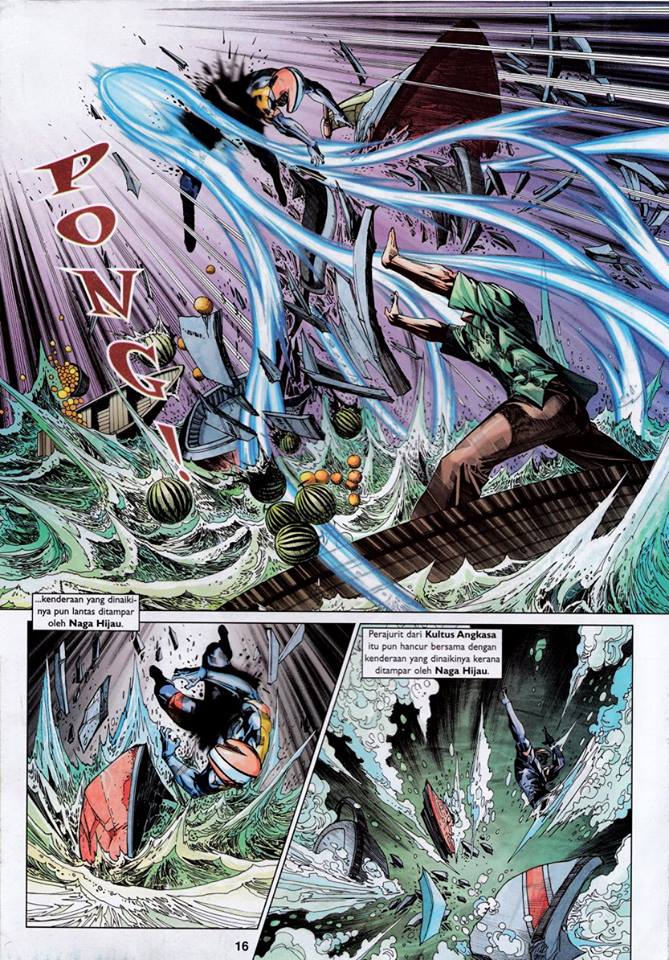 PONG!
...kenderaan yang dinaiki-
nya pun lantas ditampar
oleh Naga Hijau.
Perajurit dari Kultus Angkasa
itu pun hancur bersama dengan
kenderaan yang dinaikinya kerana
ditampar oleh Naga Hijau.
16